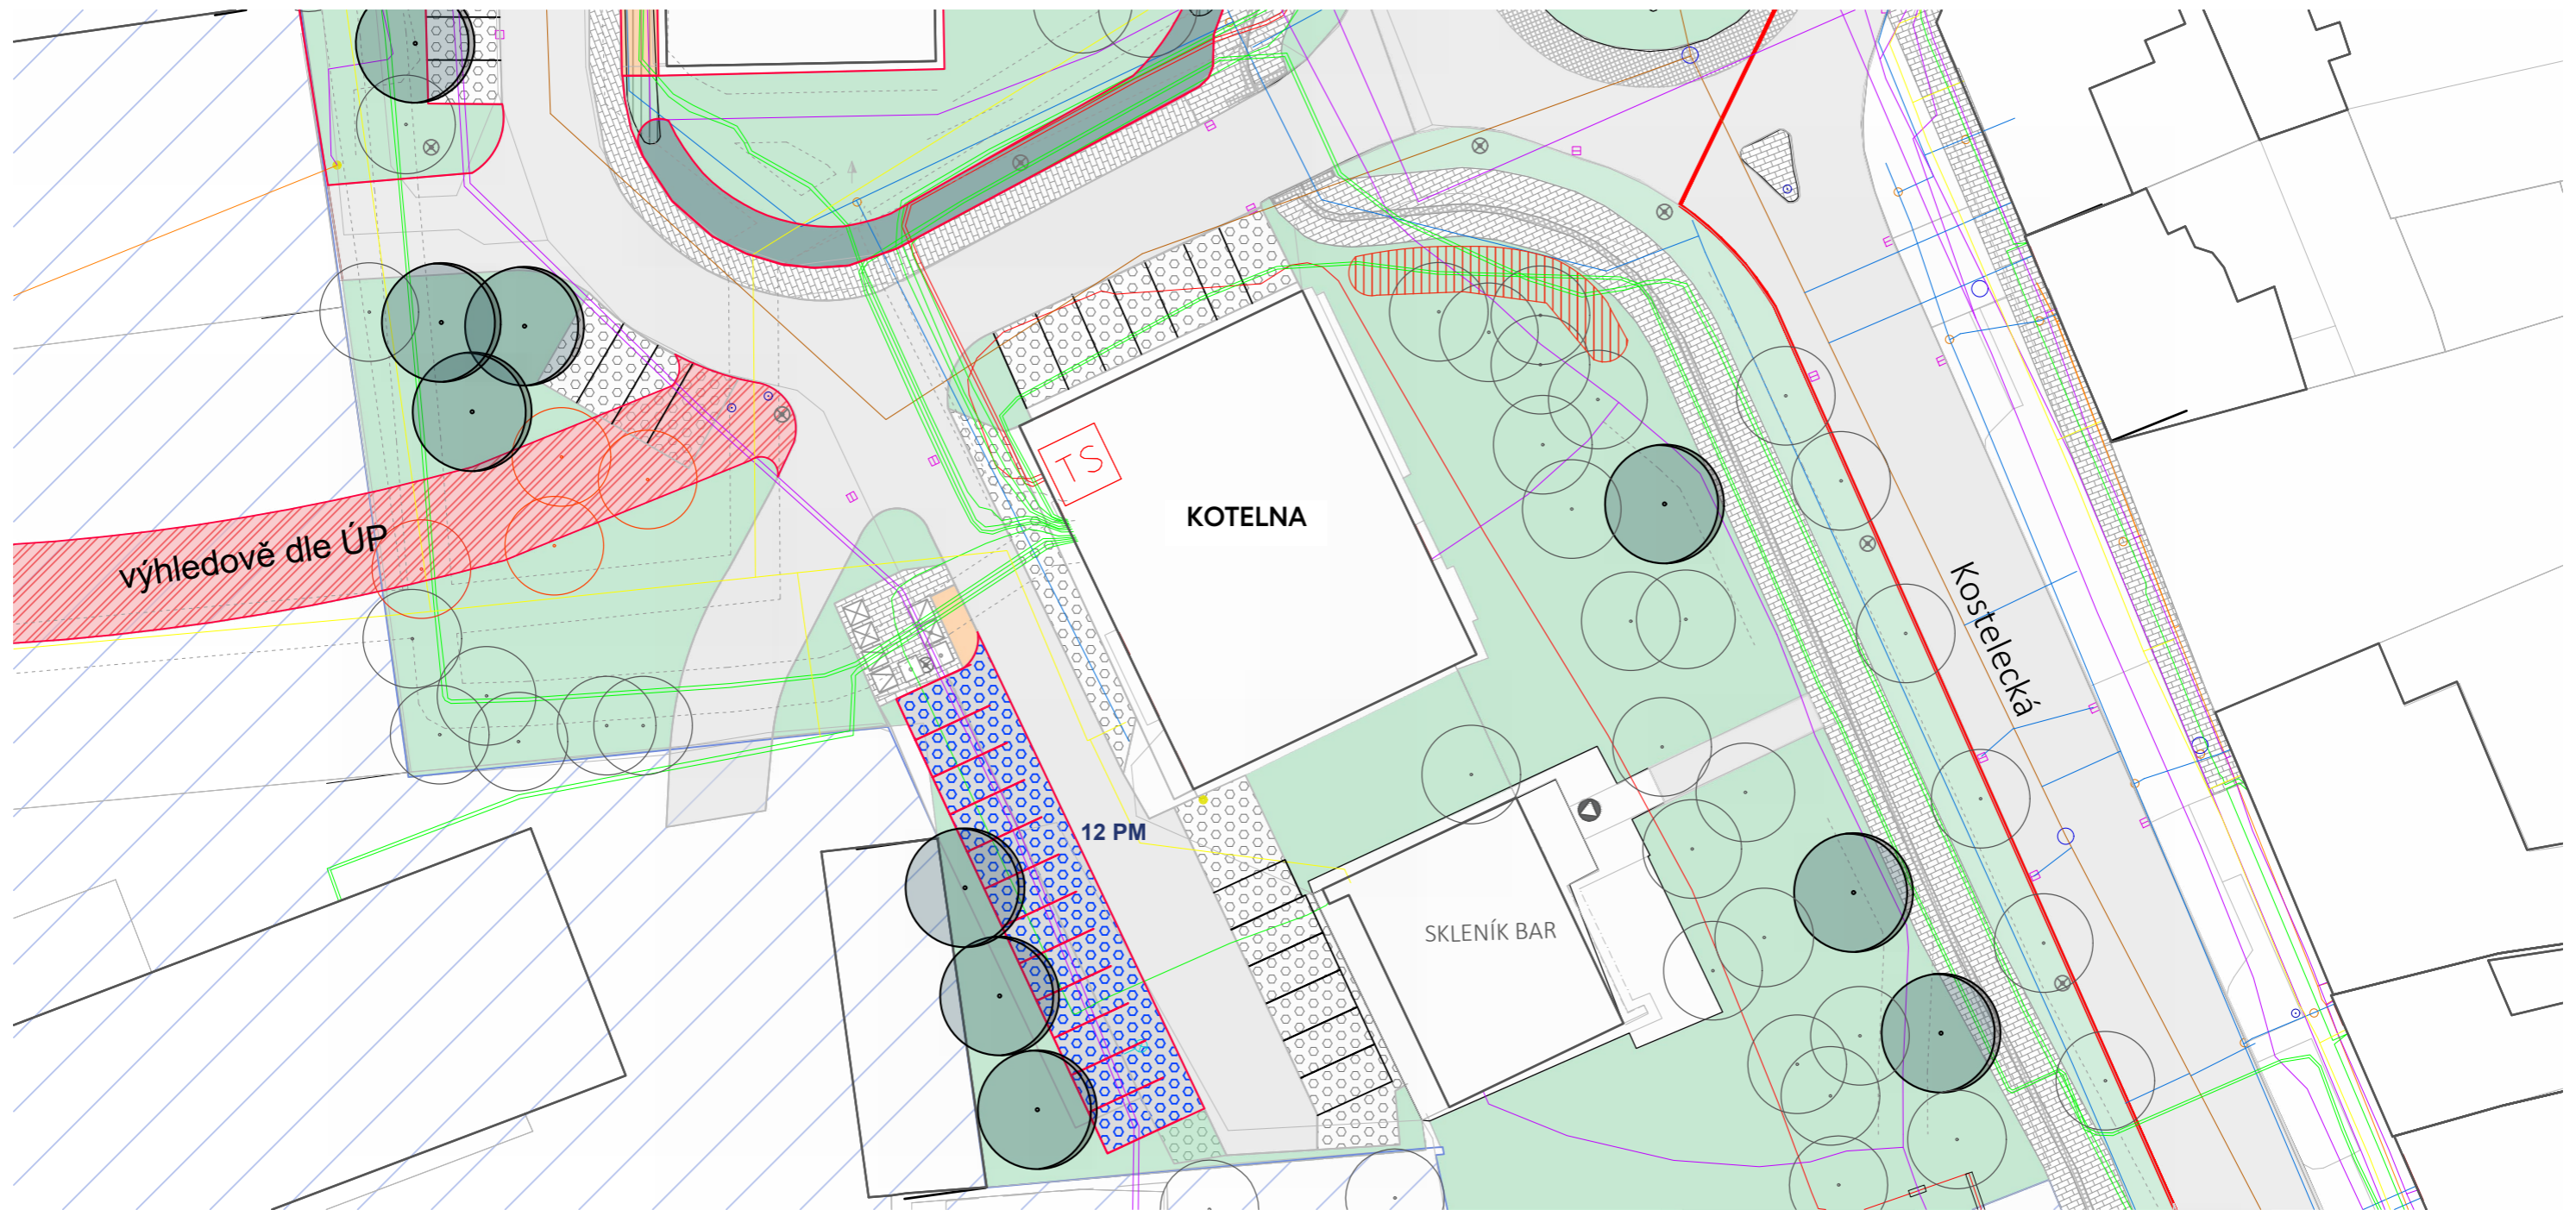 TS
KOTELNA
výhledově dle ÚP
Kostelecká
12 PM
SKLENÍK BAR